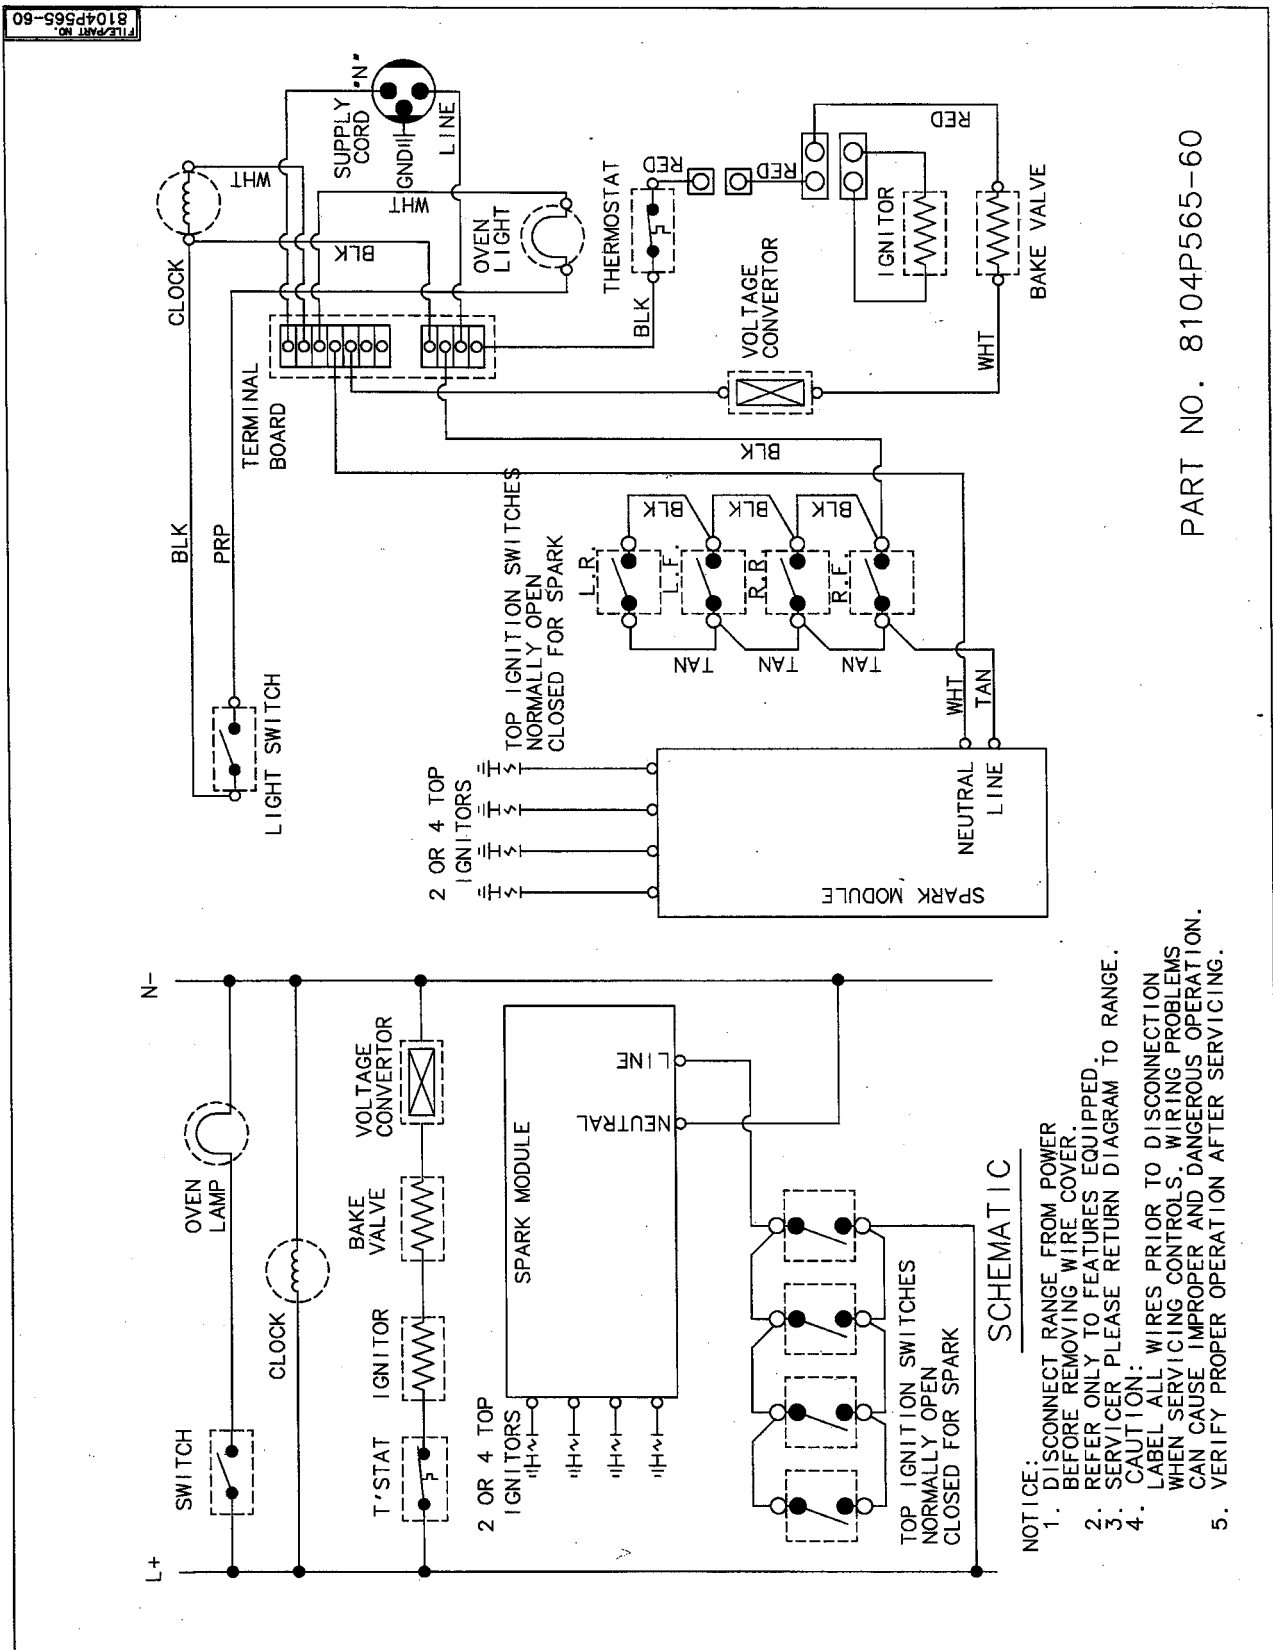 FILE/PART NO.
8104P565-60
CLOCK
WHT
SUPPLY
CORD
"N"
GND
LINE
WHT
BLK
OVEN
LIGHT
THERMOSTAT
RED
RED
RED
IGNITOR
BAKE VALVE
BLK
VOLTAGE
CONVERTOR
WHT
TERMINAL
BOARD
BLK
PRP
LIGHT SWITCH
BLK
TOP IGNITION SWITCHES
NORMALLY OPEN
CLOSED FOR SPARK
L.R.
L.F.
R.R.
R.F.
BLK
BLK
BLK
TAN
TAN
TAN
WHT
TAN
2 OR 4 TOP
IGNITORS
NEUTRAL
LINE
SPARK MODULE
PART NO. 8104P565-60
N-
L+
OVEN
LAMP
SWITCH
CLOCK
VOLTAGE
CONVERTOR
BAKE
VALVE
IGNITOR
T'STAT
SPARK MODULE
LINE
NEUTRAL
2 OR 4 TOP
IGNITORS
TOP IGNITION SWITCHES
NORMALLY OPEN
CLOSED FOR SPARK
SCHEMATIC
NOTICE:
1. DISCONNECT RANGE FROM POWER
BEFORE REMOVING WIRE COVER.
2. REFER ONLY TO FEATURES EQUIPPED.
3. SERVICER PLEASE RETURN DIAGRAM TO RANGE.
4. CAUTION:
LABEL ALL WIRES PRIOR TO DISCONNECTION
WHEN SERVICING CONTROLS. WIRING PROBLEMS
CAN CAUSE IMPROPER AND DANGEROUS OPERATION.
5. VERIFY PROPER OPERATION AFTER SERVICING.